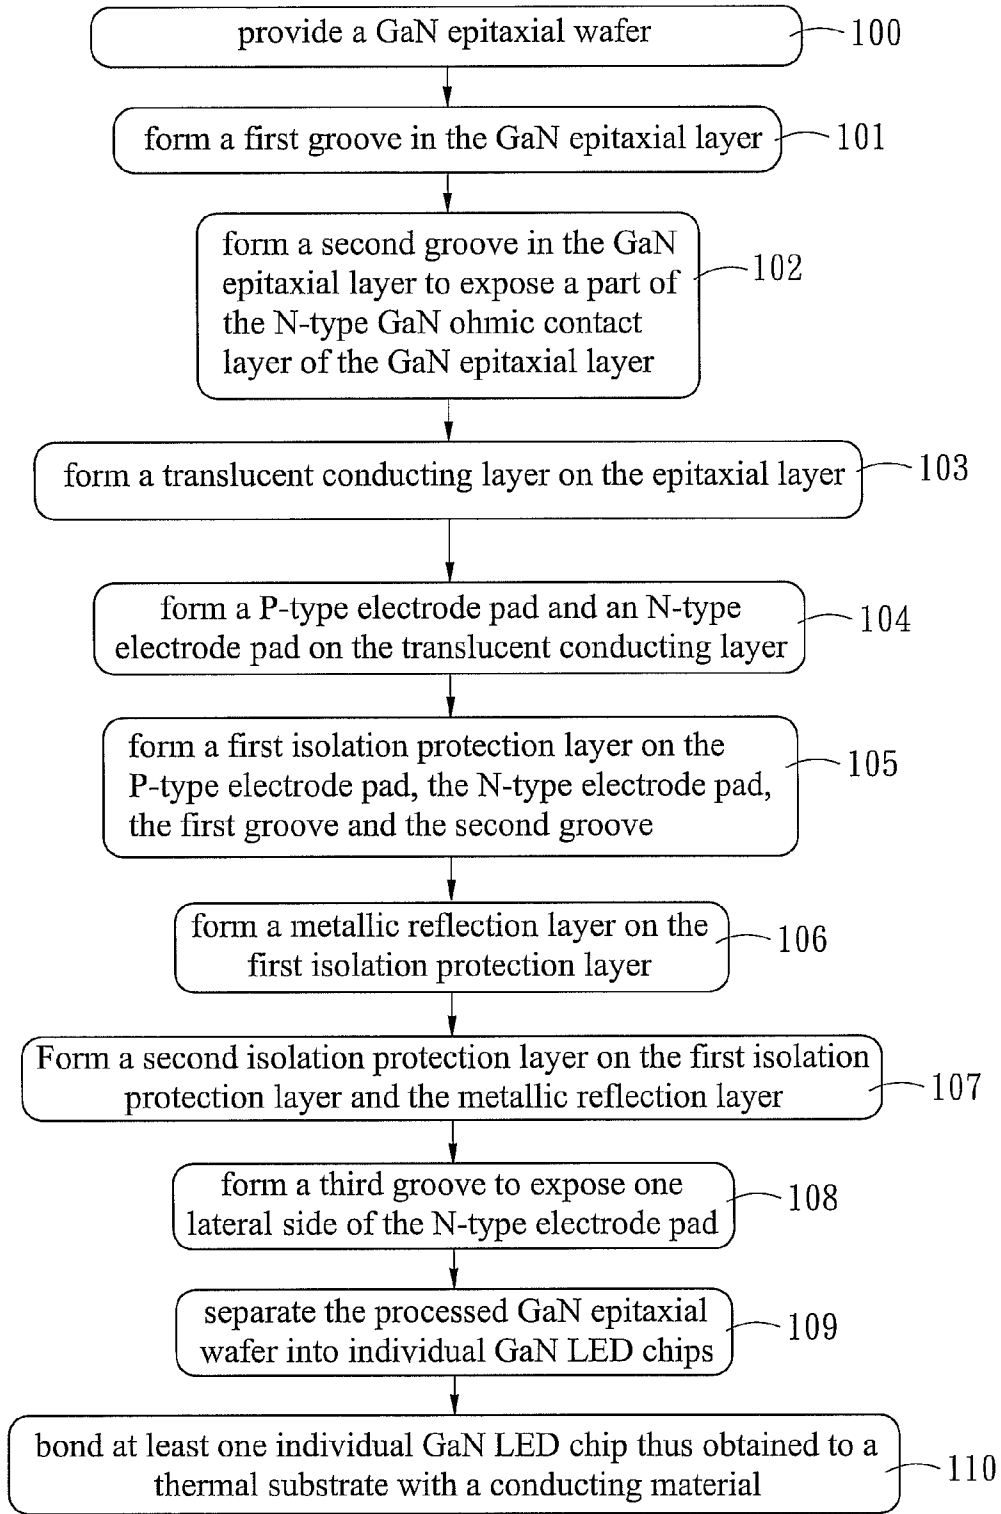 provide a GaN epitaxial wafer
100
form a first groove in the GaN epitaxial layer
101
form a second groove in the GaN
epitaxial layer to expose a part of
the N-type GaN ohmic contact
layer of the GaN epitaxial layer
102
form a translucent conducting layer on the epitaxial layer
103
form a P-type electrode pad and an N-type
electrode pad on the translucent conducting layer
104
form a first isolation protection layer on the
P-type electrode pad, the N-type electrode pad,
the first groove and the second groove
105
form a metallic reflection layer on the
first isolation protection layer
106
Form a second isolation protection layer on the first isolation
protection layer and the metallic reflection layer
107
form a third groove to expose one
lateral side of the N-type electrode pad
108
separate the processed GaN epitaxial
wafer into individual GaN LED chips
109
bond at least one individual GaN LED chip thus obtained to a
thermal substrate with a conducting material
110